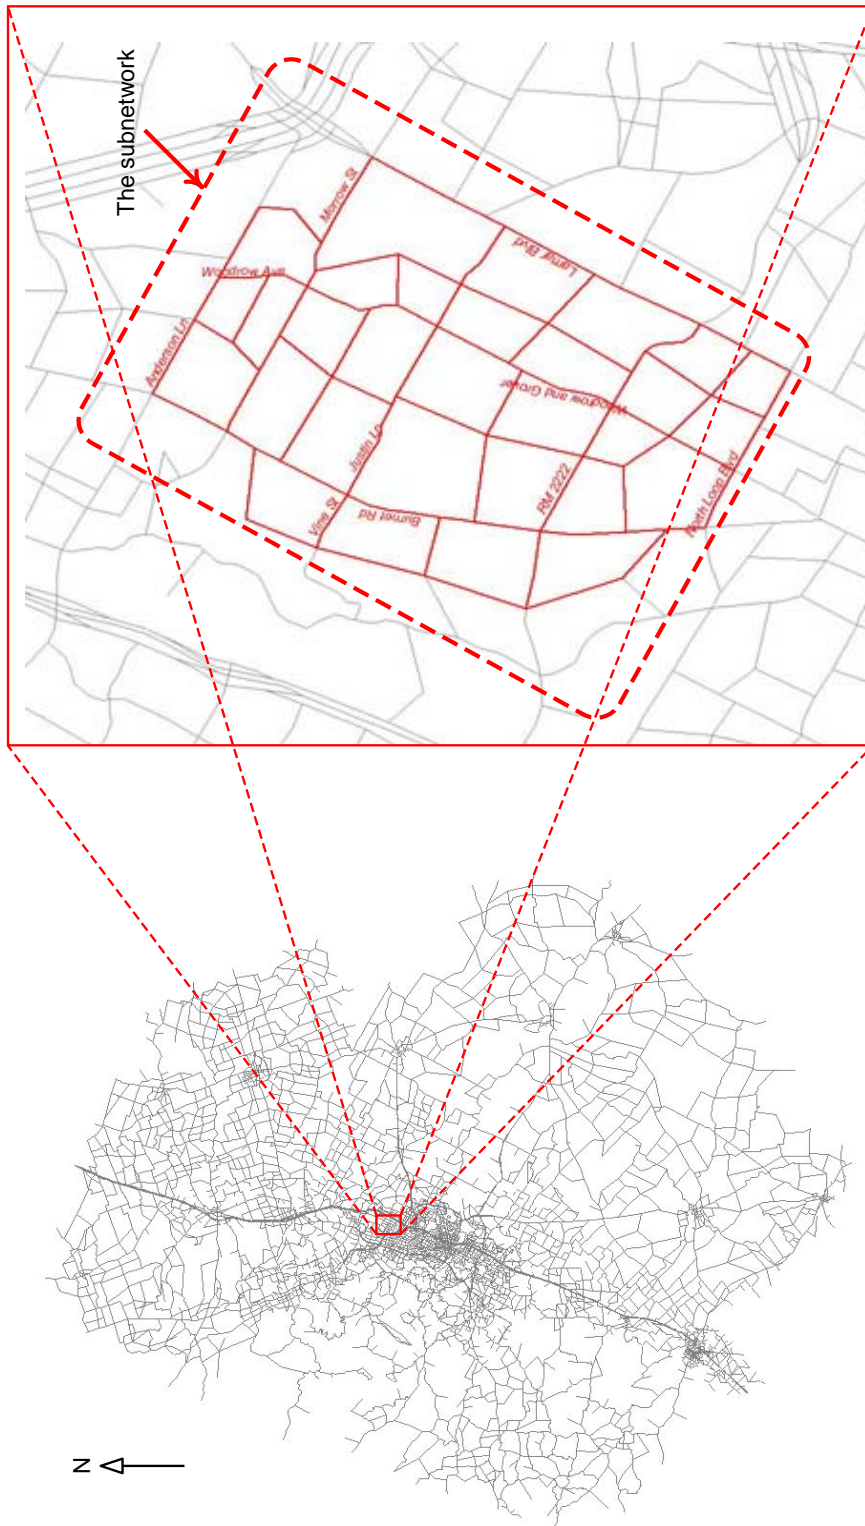 The subnetwork
Morrow St
Woodrow Ave
Anderson Ln
Lamar Blvd
Justin Ln
Woodrow and Grover
Vine St
Burnet Rd
RM 2222
North Loop Blvd
N